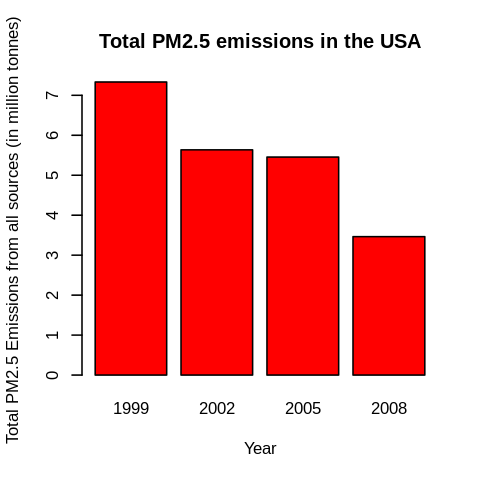 Total PM2.5 emissions in the USA
Total PM2.5 Emissions from all sources (in million tonnes)
7
6
5
4
3
2
1
0
1999 2002 2005 2008
Year